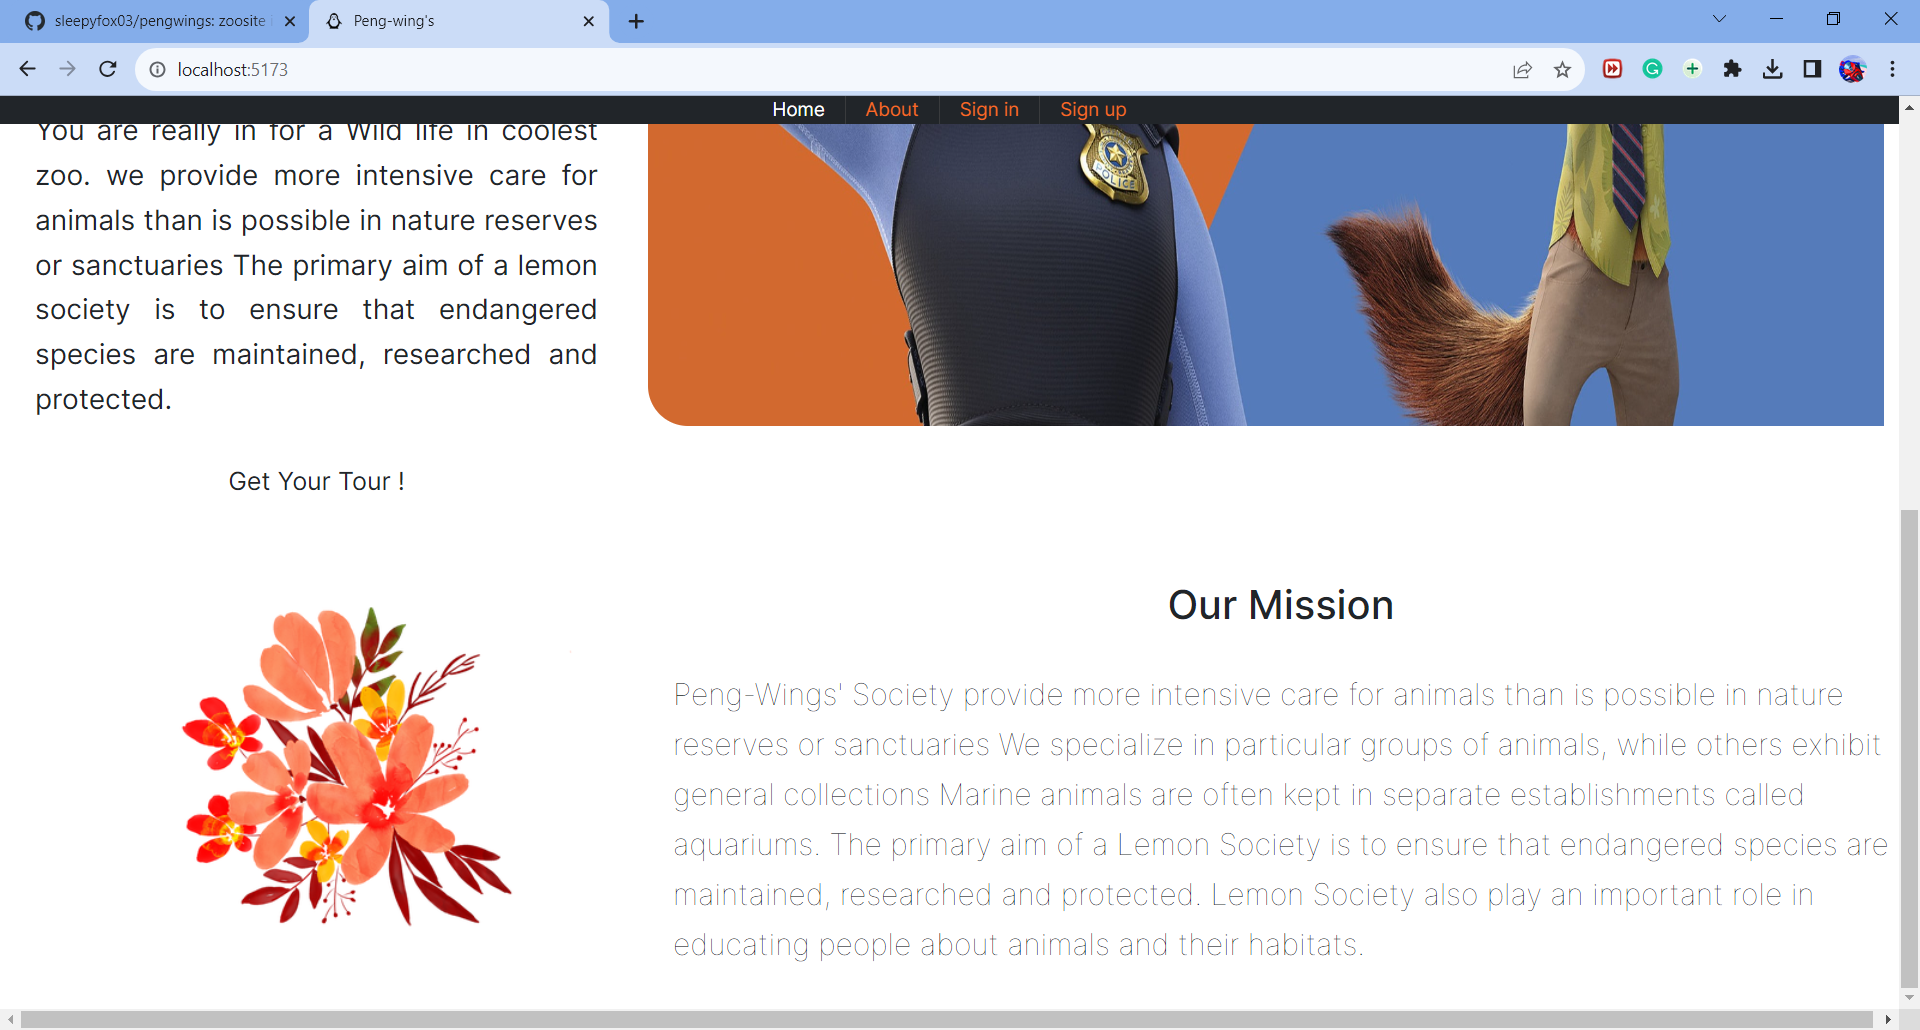 sleepyfox03/pengwings: zoosite
Peng-wing's
localhost:5173
Home About Sign in Sign up
You are really in for a Wild life in coolest
zoo. we provide more intensive care for
animals than is possible in nature reserves
or sanctuaries The primary aim of a lemon
society is to ensure that endangered
species are maintained, researched and
protected.
POLICE
Get Your Tour !
Our Mission
Peng-Wings' Society provide more intensive care for animals than is possible in nature
reserves or sanctuaries We specialize in particular groups of animals, while others exhibit
general collections Marine animals are often kept in separate establishments called
aquariums. The primary aim of a Lemon Society is to ensure that endangered species are
maintained, researched and protected. Lemon Society also play an important role in
educating people about animals and their habitats.